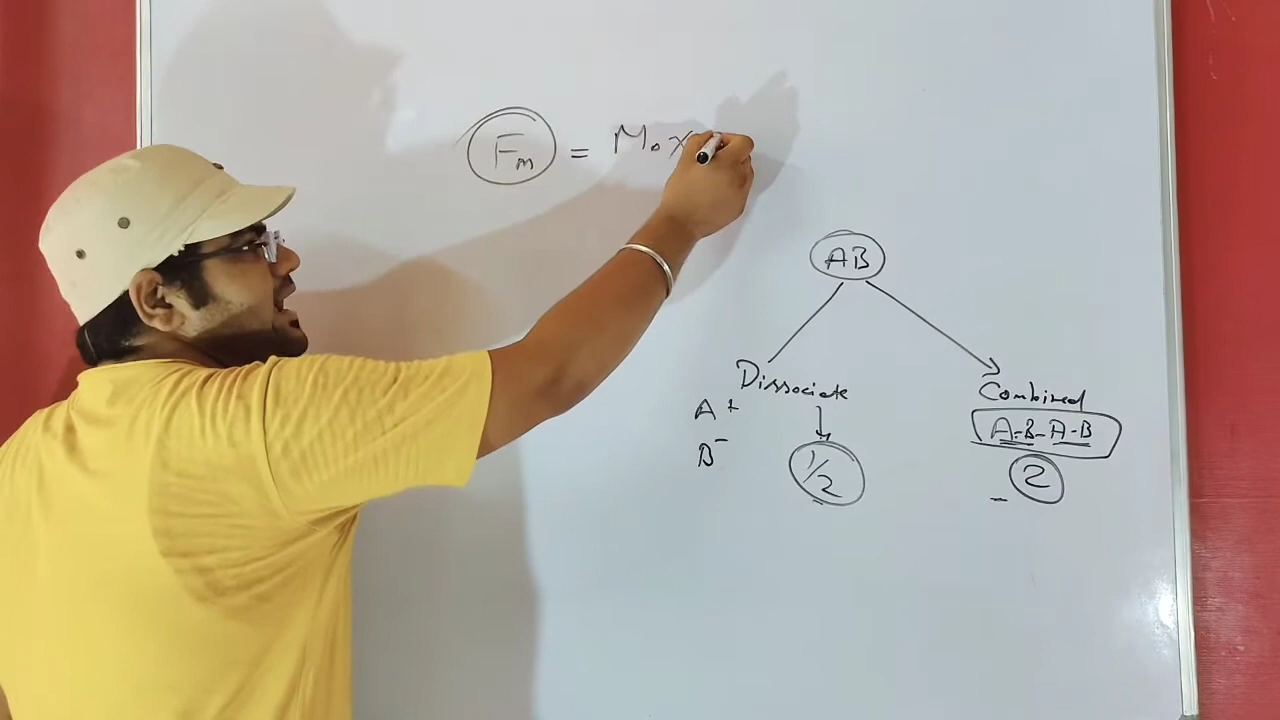 Fm = Mo x
AB
Dissociate
Combined
A+
A-B-A-B
B-
1/2
2